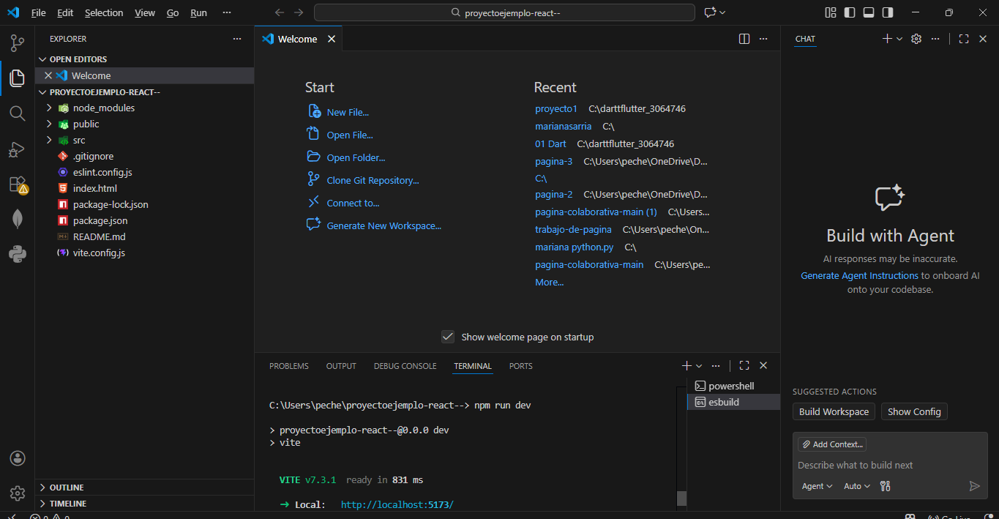 File Edit Selection View Go Run ···
proyectoejemplo-react--
EXPLORER
OPEN EDITORS
Welcome
PROYECTOEJEMPLO-REACT--
node_modules
public
src
.gitignore
eslint.config.js
index.html
package-lock.json
package.json
README.md
vite.config.js
OUTLINE
TIMELINE
Welcome
Start
New File...
Open File...
Open Folder...
Clone Git Repository...
Connect to...
Generate New Workspace...
Recent
proyecto1 C:\darttflutter_3064746
marianasarria C:\
01 Dart C:\darttflutter_3064746
pagina-3 C:\Users\peche\OneDrive\D...
C:\
pagina-2 C:\Users\peche\OneDrive\D...
pagina-colaborativa-main (1) C:\Users...
trabajo-de-pagina C:\Users\peche\On...
mariana python.py C:\
pagina-colaborativa-main C:\Users\pe...
More...
Show welcome page on startup
PROBLEMS OUTPUT DEBUG CONSOLE TERMINAL PORTS
C:\Users\peche\proyectoejemplo-react--> npm run dev
> proyectoejemplo-react--@0.0.0 dev
> vite
VITE v7.3.1 ready in 831 ms
➜ Local: http://localhost:5173/
powershell
esbuild
CHAT
Build with Agent
AI responses may be inaccurate.
Generate Agent Instructions to onboard AI
onto your codebase.
SUGGESTED ACTIONS
Build Workspace Show Config
Add Context...
Describe what to build next
Agent Auto
0 0
Go Live